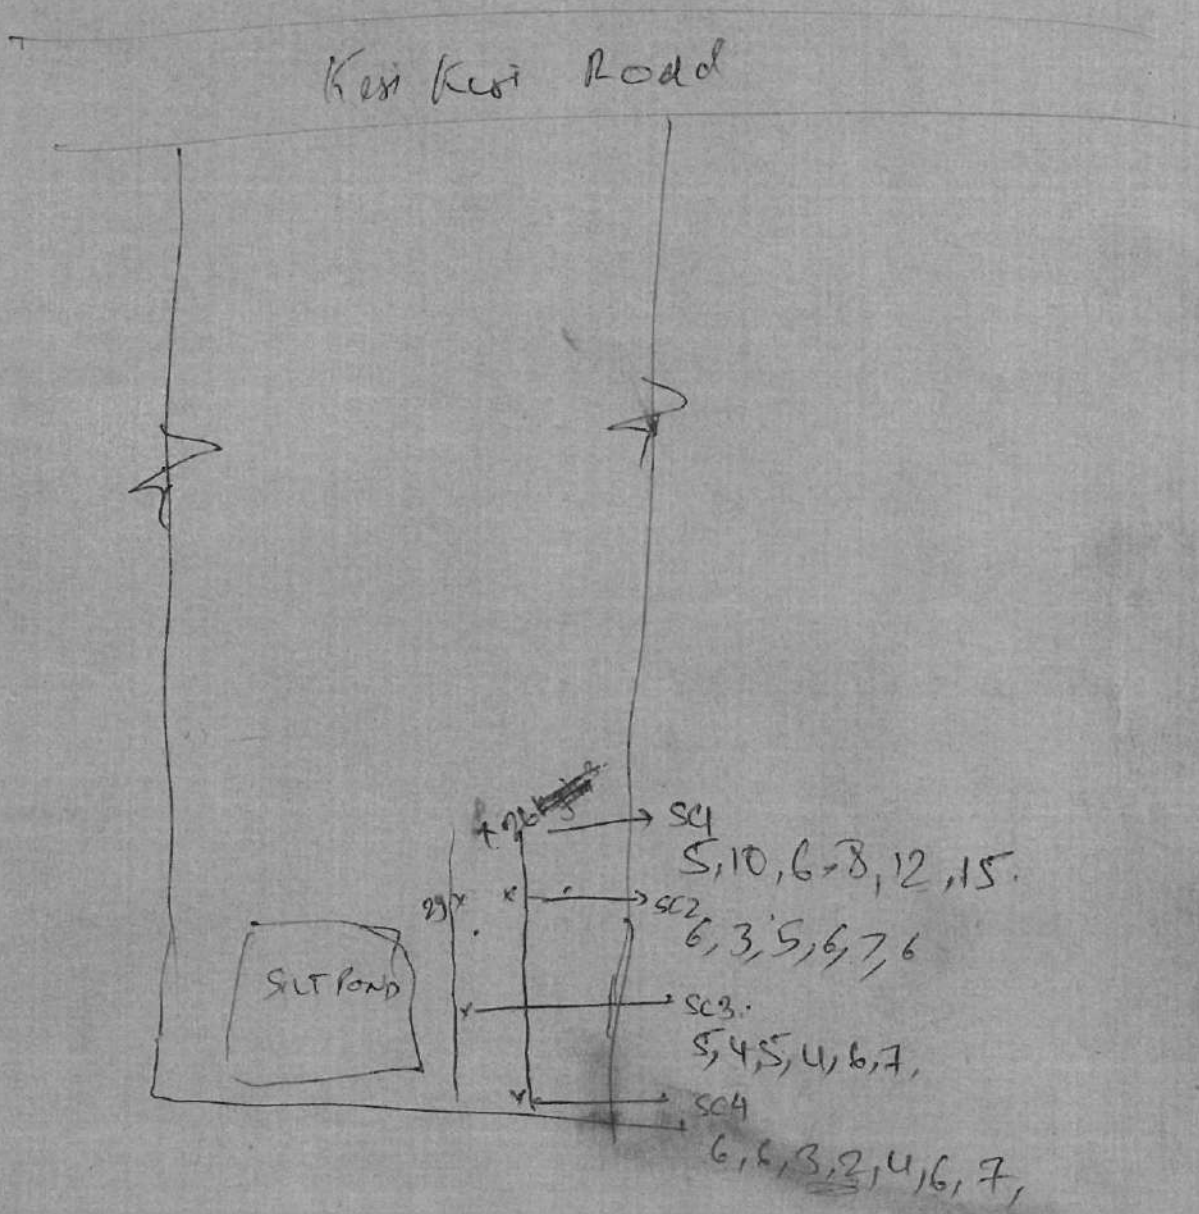 Kesi Kesi Road
26
SC1
5,10,6,8,12,15.
29
SC2
6,3,5,6,7,6
SILT POND
SC3.
5,4,5,4,6,7,
SC4
6,6,3,2,4,6,7,